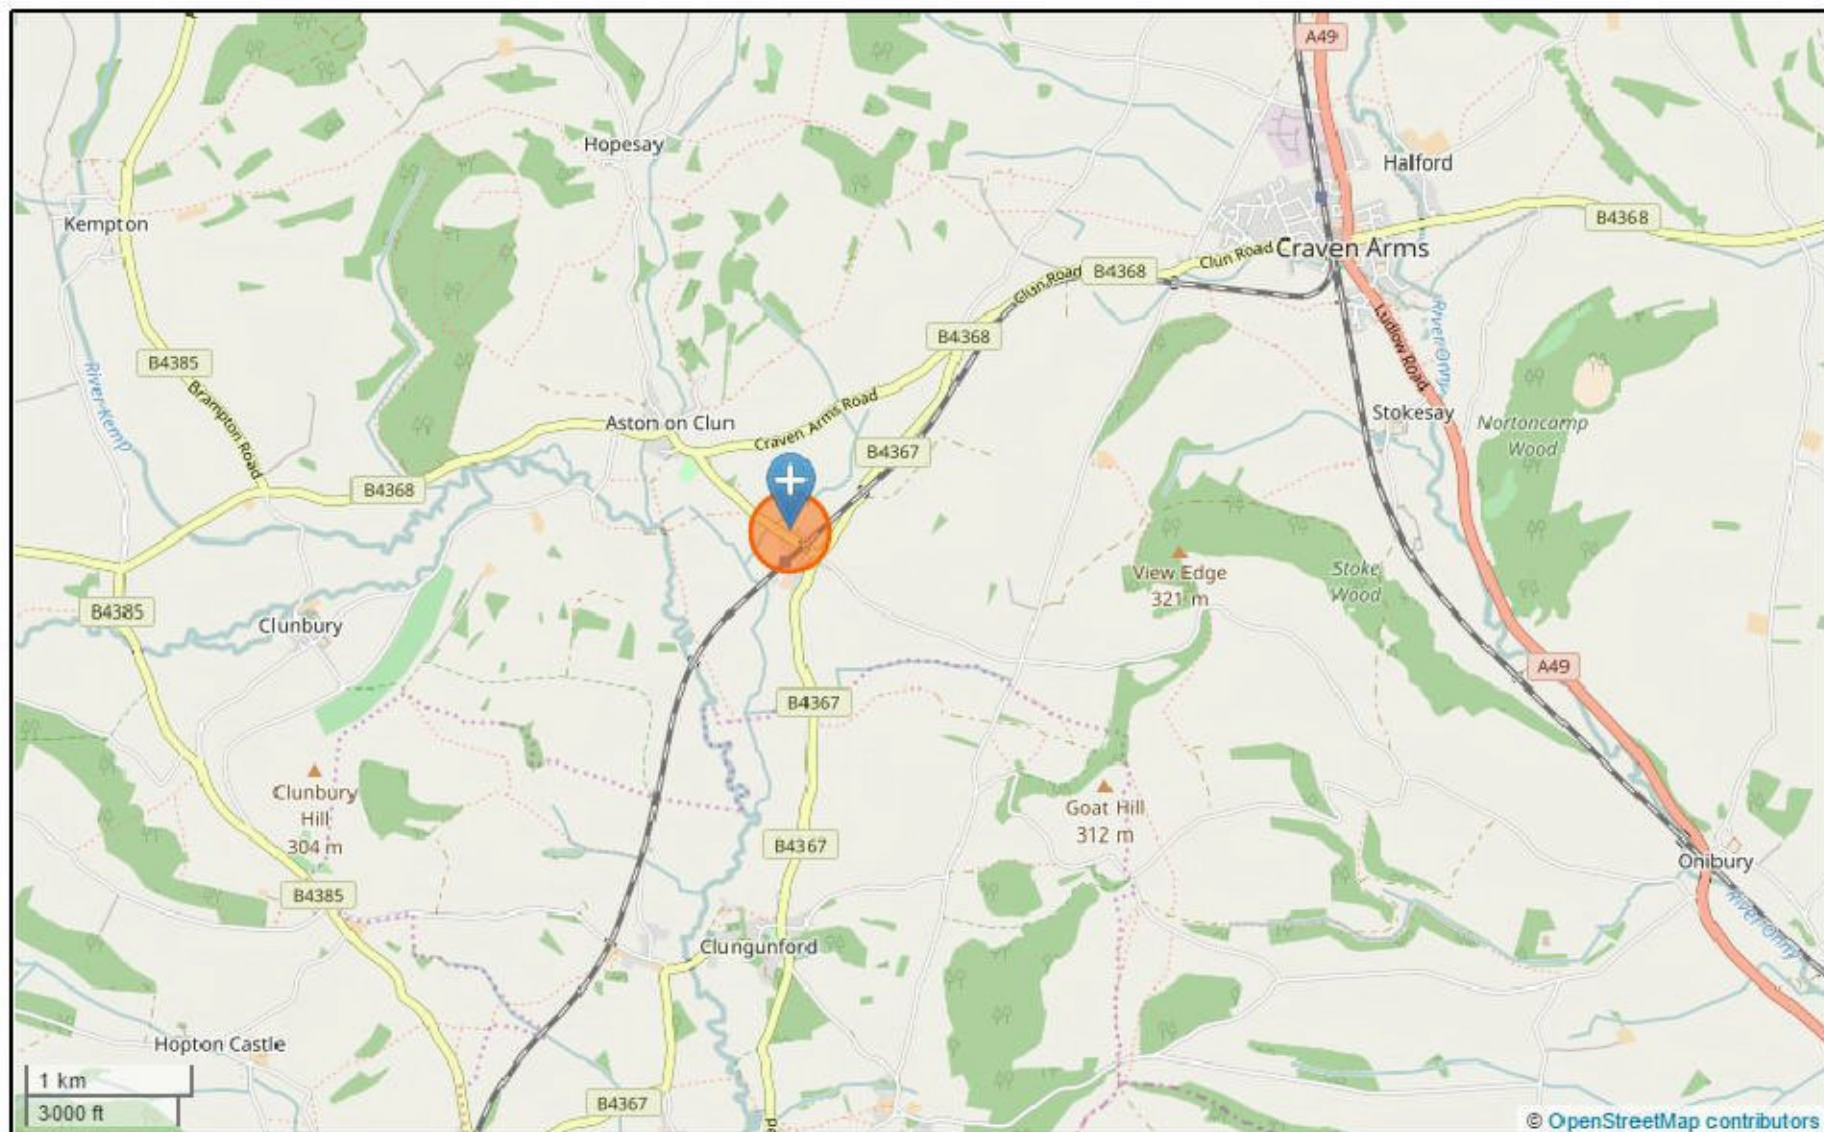 A49
Hopesay
Halford
Kempton
B4368
Craven Arms
Clun Road
B4368
Clun Road
B4368
Ludlow Road
River Onny
B4385
Brampton Road
River Kemp
Aston on Clun
Craven Arms Road
Stokesay
Nortoncamp
Wood
B4367
B4368
View Edge
321 m
Stoke
Wood
B4385
Clunbury
A49
B4367
Clunbury
Hill
304 m
Goat Hill
312 m
B4367
Onibury
B4385
River Onny
Clungunford
Hopton Castle
1 km
3000 ft
B4367
© OpenStreetMap contributors